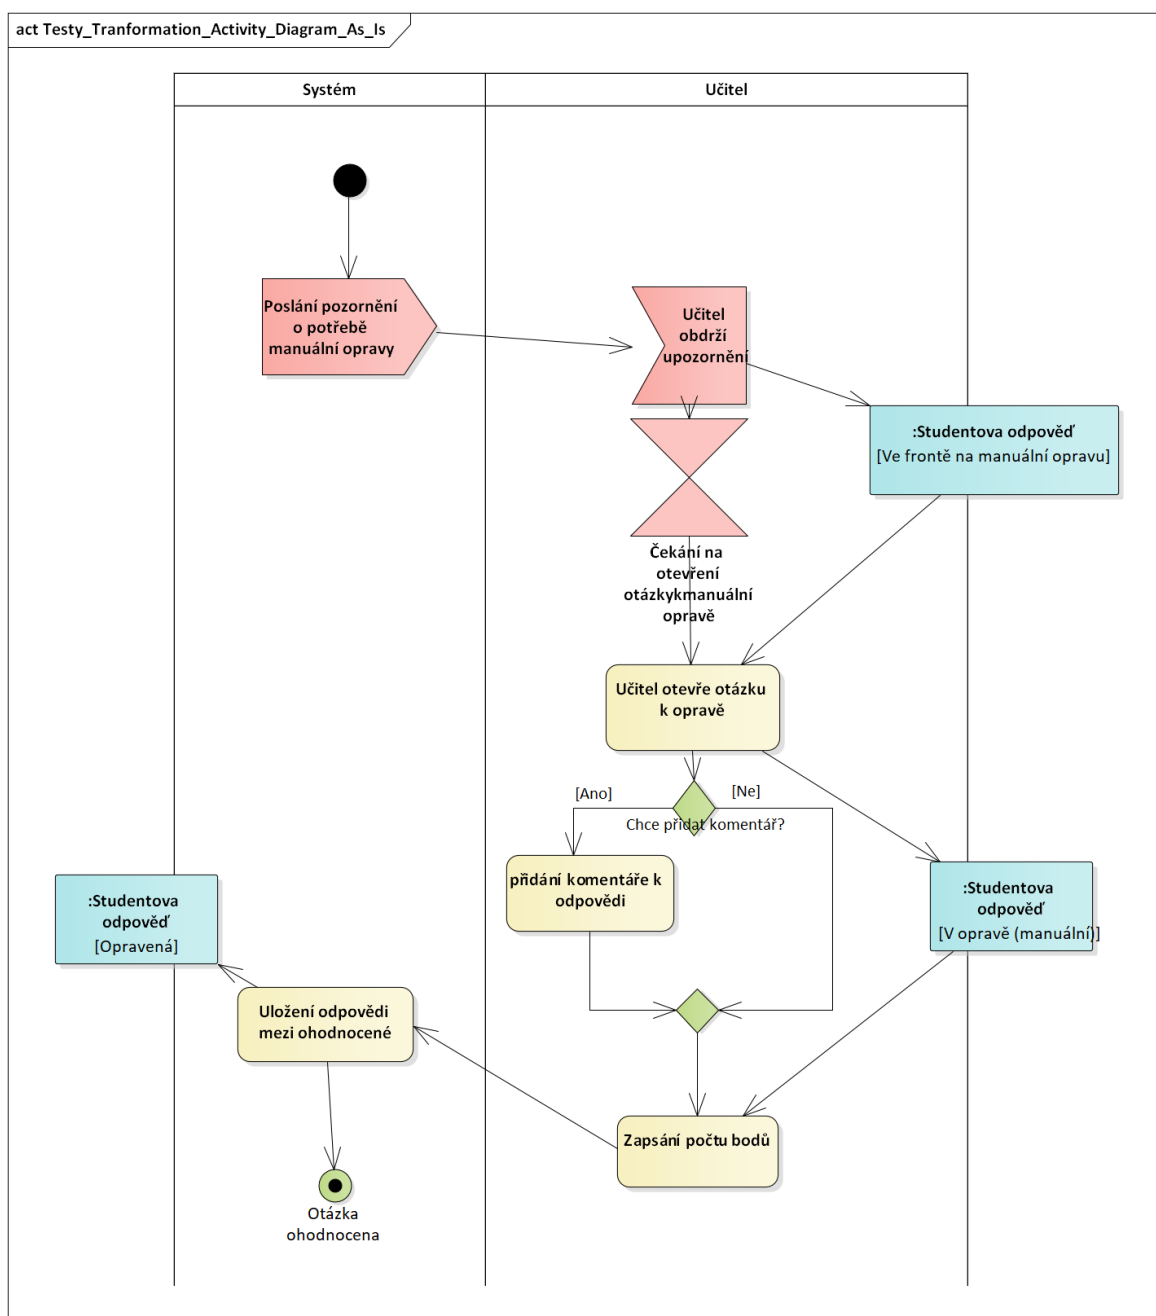 act Testy_Tranformation_Activity_Diagram_As_Is
Systém
Učitel
Poslání pozornění
o potřebě
manuální opravy
Učitel
obdrží
upozornění
:Studentova odpověď
[Ve frontě na manuální opravu]
Čekání na
otevření
otázkykmanuální
opravě
Učitel otevře otázku
k opravě
[Ano]
[Ne]
Chce přidat komentář?
přidání komentáře k
odpovědi
:Studentova
odpověď
[Opravená]
:Studentova
odpověď
[V opravě (manuální)]
Uložení odpovědi
mezi ohodnocené
Zapsání počtu bodů
Otázka
ohodnocena